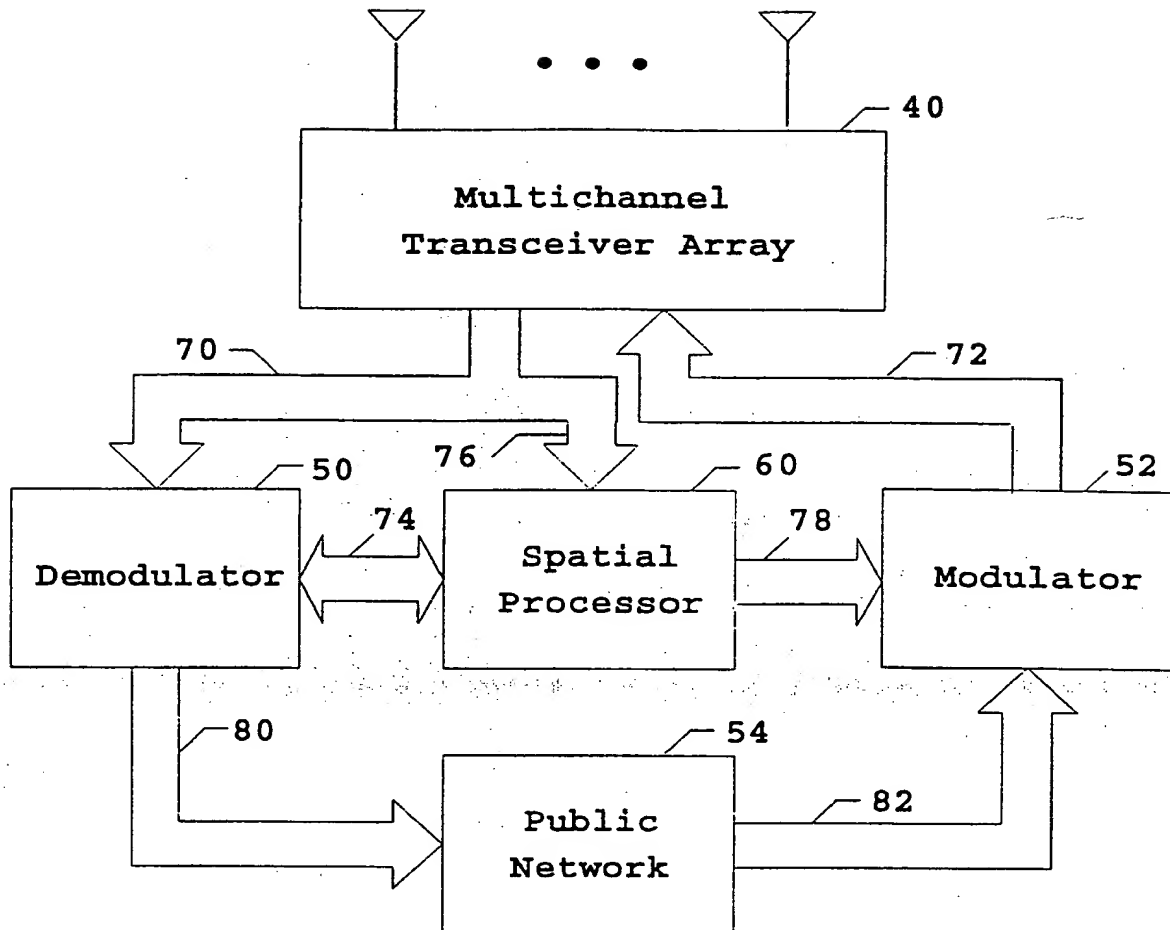 40
Multichannel
Transceiver Array
70
72
76
50
60
52
74
78
Demodulator
Spatial
Processor
Modulator
80
54
82
Public
Network